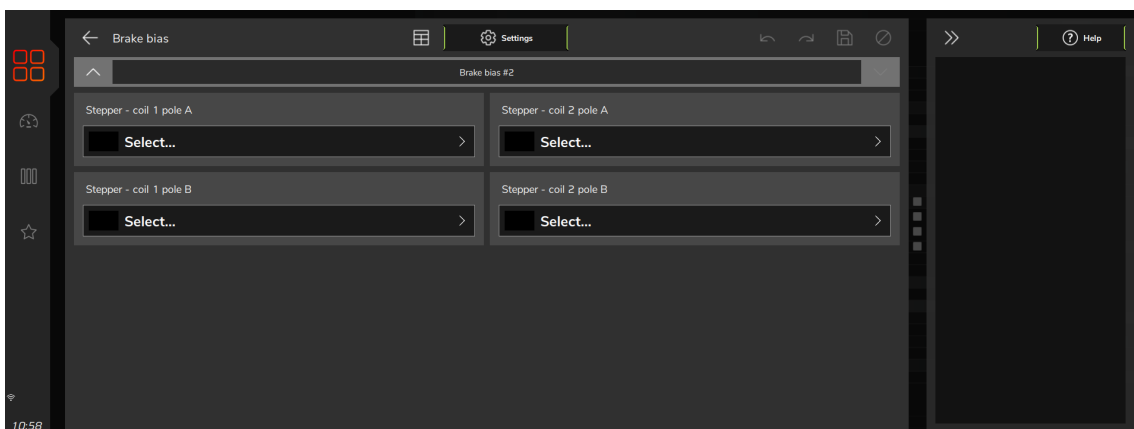 Brake bias
Settings
Help
Brake bias #2
Stepper - coil 1 pole A
Stepper - coil 2 pole A
Select...
Select...
Stepper - coil 1 pole B
Stepper - coil 2 pole B
Select...
Select...
10:58